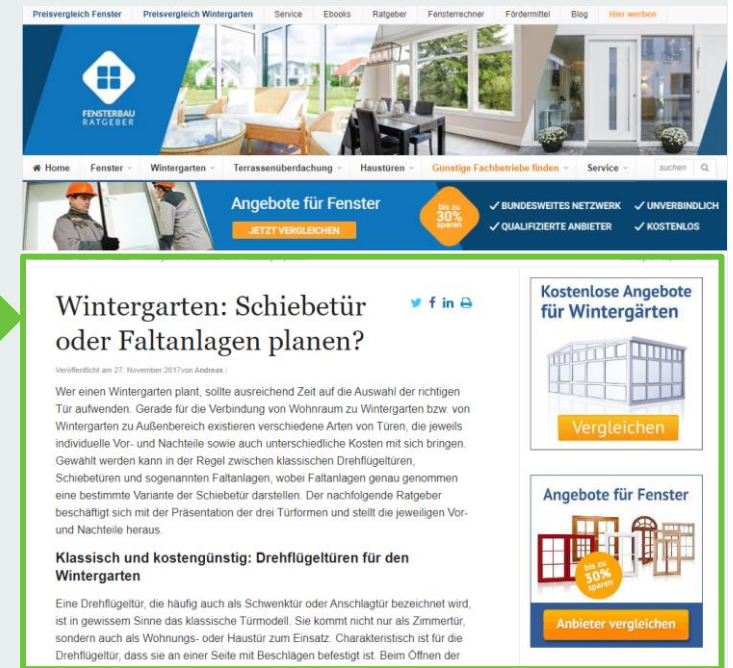 Preisvergleich Fenster Preisvergleich Wintergarten Service Ebooks Ratgeber Fensterrechner Fördermittel Blog Hier werben
FENSTERBAU
RATGEBER
Home Fenster Wintergarten Terrassenüberdachung Haustüren Günstige Fachbetriebe finden Service suchen
Angebote für Fenster
JETZT VERGLEICHEN
bis zu
30%
sparen
✓ BUNDESWEITES NETZWERK ✓ UNVERBINDLICH
✓ QUALIFIZIERTE ANBIETER ✓ KOSTENLOS
Wintergarten: Schiebetür
oder Faltanlagen planen?
Veröffentlicht am 27. November 2017von Andreas |
Wer einen Wintergarten plant, sollte ausreichend Zeit auf die Auswahl der richtigen
Tür aufwenden. Gerade für die Verbindung von Wohnraum zu Wintergarten bzw. von
Wintergarten zu Außenbereich existieren verschiedene Arten von Türen, die jeweils
individuelle Vor- und Nachteile sowie auch unterschiedliche Kosten mit sich bringen.
Gewählt werden kann in der Regel zwischen klassischen Drehflügeltüren,
Schiebetüren und sogenannten Faltanlagen, wobei Faltanlagen genau genommen
eine bestimmte Variante der Schiebetür darstellen. Der nachfolgende Ratgeber
beschäftigt sich mit der Präsentation der drei Türformen und stellt die jeweiligen Vor-
und Nachteile heraus.
Klassisch und kostengünstig: Drehflügeltüren für den
Wintergarten
Eine Drehflügeltür, die häufig auch als Schwenktür oder Anschlagtür bezeichnet wird,
ist in gewissem Sinne das klassische Türmodell. Sie kommt nicht nur als Zimmertür,
sondern auch als Wohnungs- oder Haustür zum Einsatz. Charakteristisch ist für die
Drehflügeltür, dass sie an einer Seite mit Beschlägen befestigt ist. Beim Öffnen der
Kostenlose Angebote
für Wintergärten
Vergleichen
Angebote für Fenster
bis zu
30%
sparen
Anbieter vergleichen